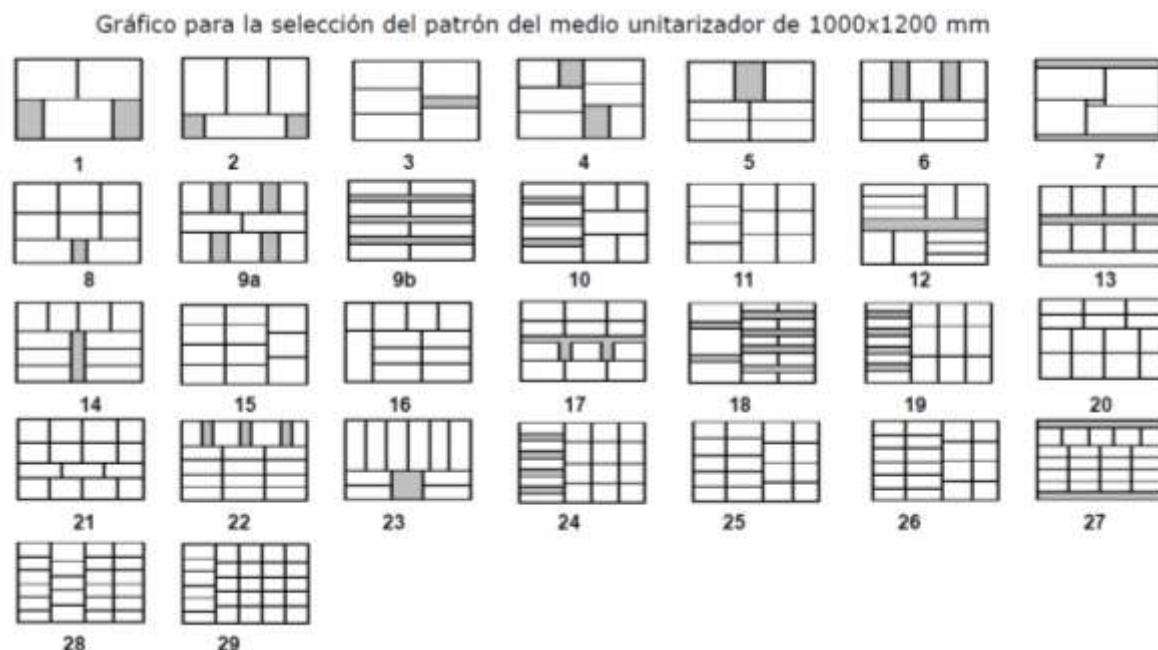 Gráfico para la selección del patrón del medio unitarizador de 1000x1200 mm
1 2 3 4 5 6 7
8 9a 9b 10 11 12 13
14 15 16 17 18 19 20
21 22 23 24 25 26 27
28 29